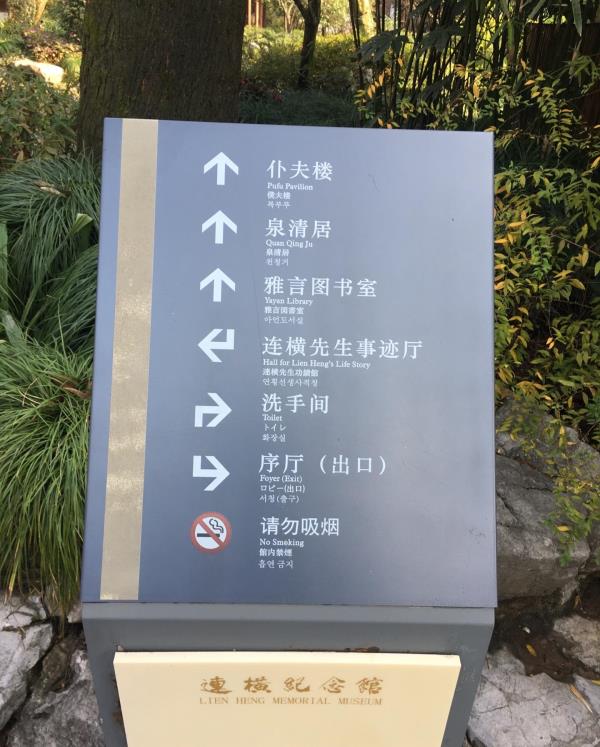 仆夫楼
Pufu Pavilion
僕夫樓
복부루
泉清居
Quan Qing Ju
泉清居
천청거
雅言图书室
Yayan Library
雅言図書室
아언도서실
连横先生事迹厅
Hall for Lien Heng's Life Story
連橫先生功績館
연횡선생사적청
洗手间
Toilet
トイレ
화장실
序厅（出口）
Foyer (Exit)
ロビー(出口)
서청(출구)
请勿吸烟
No Smoking
館内禁煙
흡연 금지
連橫紀念館
LIEN HENG MEMORIAL MUSEUM